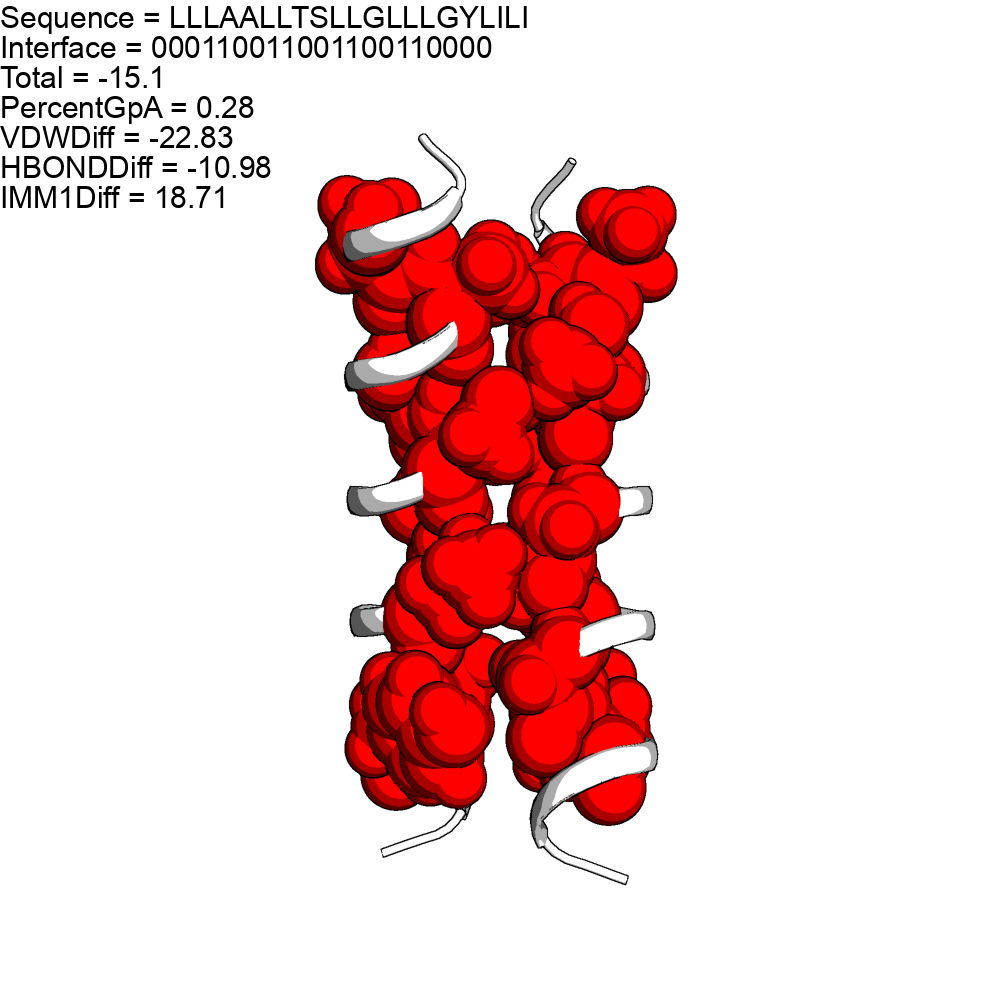 Sequence = LLLAALLTSLLGLLLGYLILI
Interface = 000110011001100110000
Total = -15.1
PercentGpA = 0.28
VDWDiff = -22.83
HBONDDiff = -10.98
IMM1Diff = 18.71